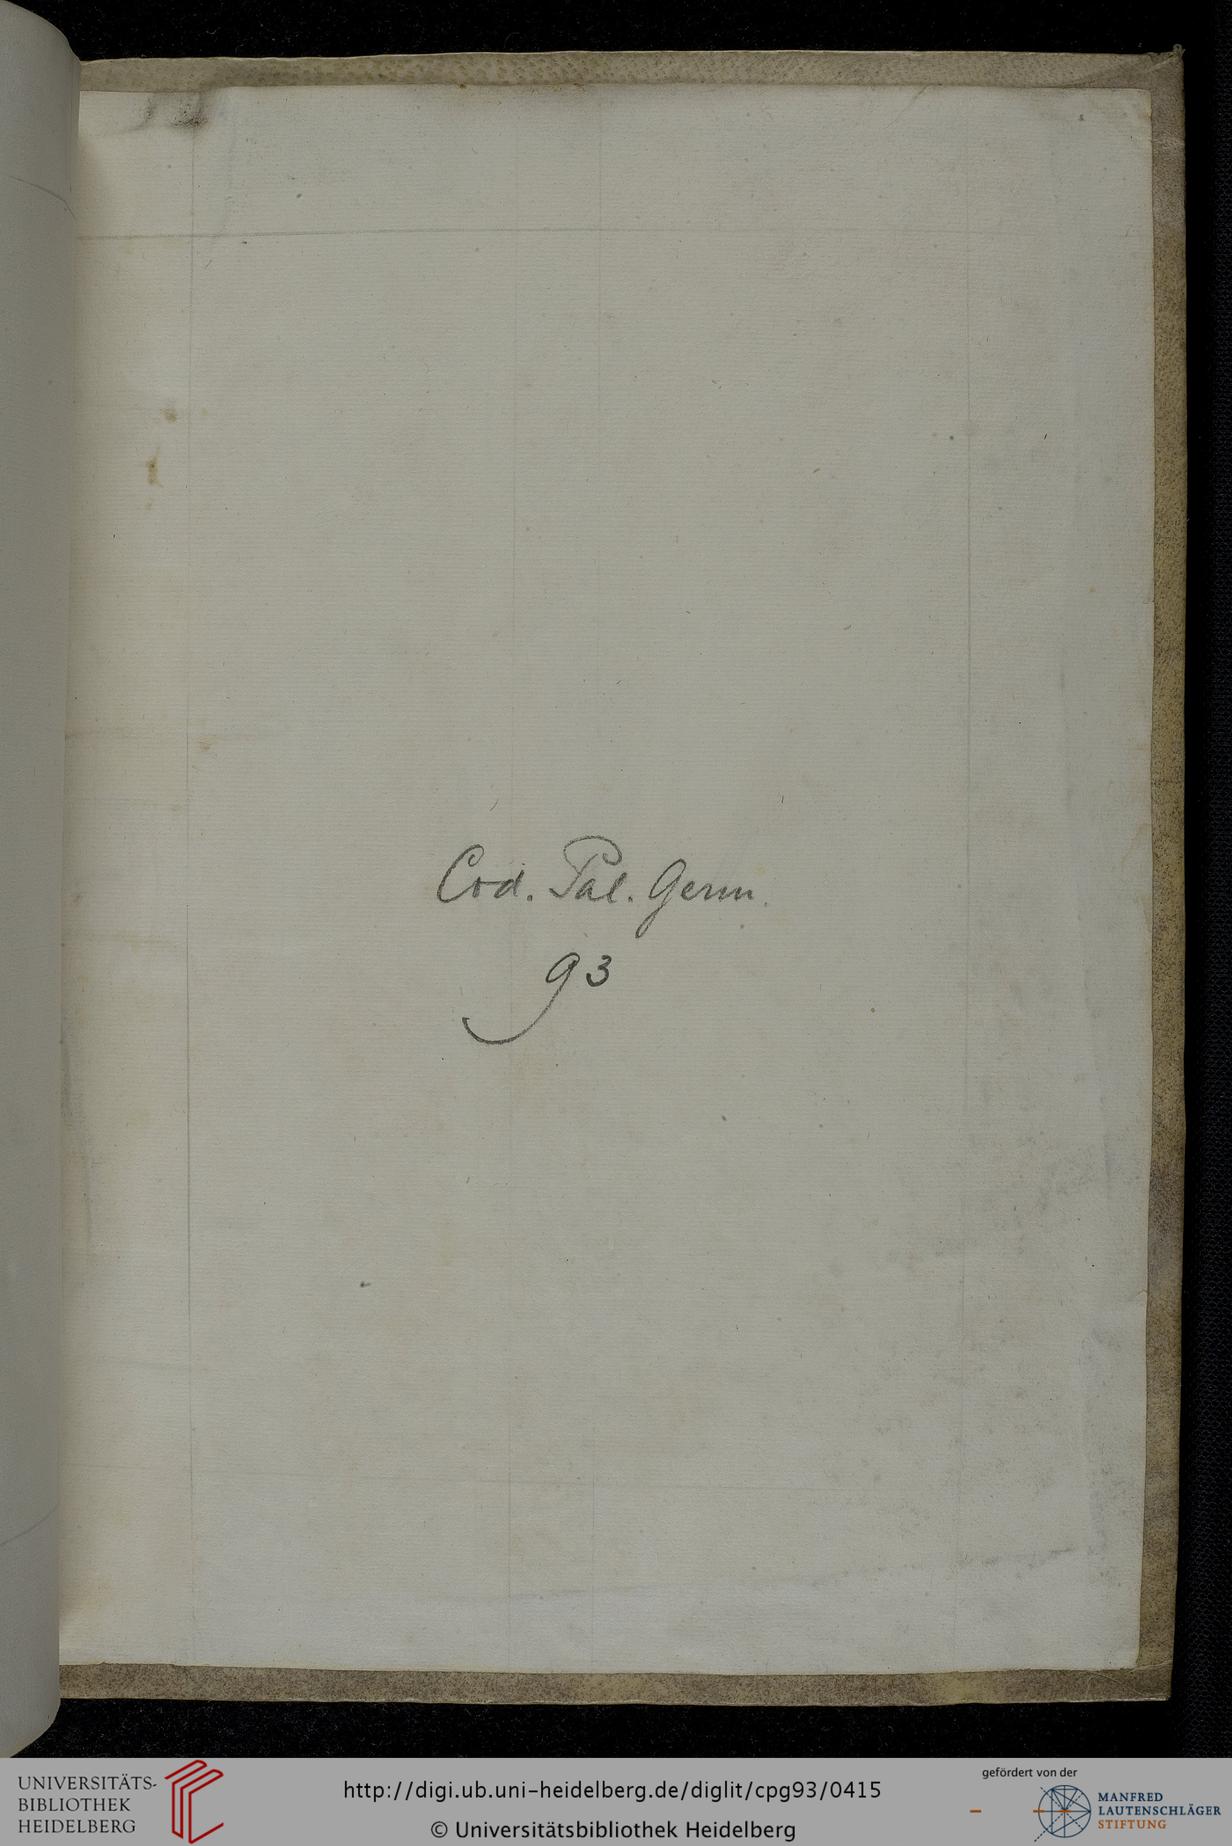 Cod. Pal. Germ.
93
UNIVERSITÄTS-
BIBLIOTHEK
HEIDELBERG
http://digi.ub.uni-heidelberg.de/diglit/cpg93/0415
© Universitätsbibliothek Heidelberg
gefördert von der
MANFRED
LAUTENSCHLÄGER
STIFTUNG